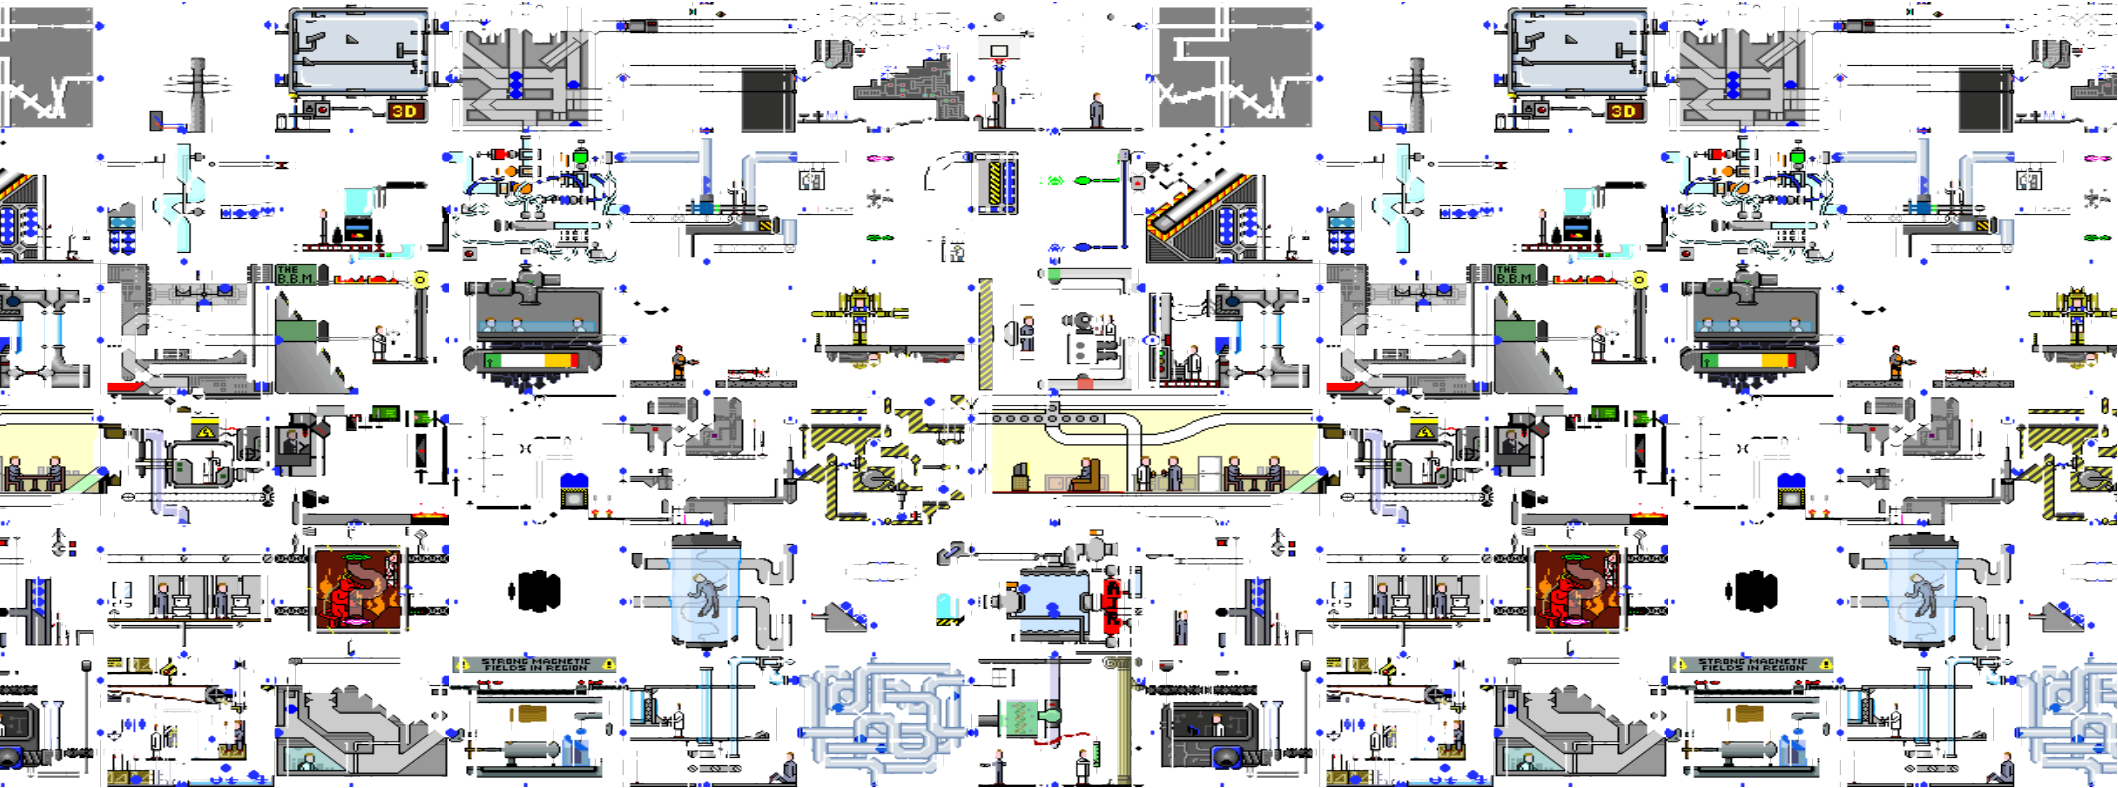 3D
3D
THE
B.B.M.
THE
B.B.M.
STRONG MAGNETIC
FIELDS IN REGION
STRONG MAGNETIC
FIELDS IN REGION